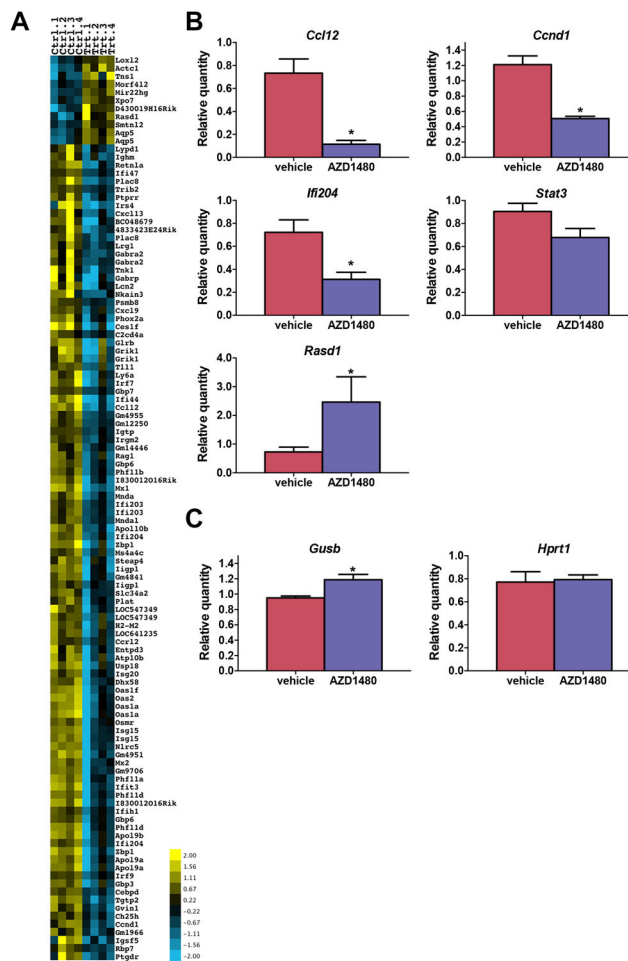 A
Ctrl.1
Ctrl.2
Ctrl.3
Ctrl.4
Trt.1
Trt.2
Trt.3
Trt.4
Loxl2
Actc1
Tns1
Morf4l2
Mir22hg
Xpo7
D430019H16Rik
Rasd1
Smtnl2
Aqp5
Aqp5
Lypd1
Ighm
Retnla
Ifi47
Plac8
Trib2
Ptprr
Irs4
Cxcl13
BC048679
4833423E24Rik
Plac8
Lrg1
Gabra2
Gabra2
Tnk1
Gabrp
Lcn2
Nkain3
Psmb8
Cxcl9
Phox2a
Ces1f
C2cd4a
Glrb
Grik1
Grik1
Tll1
Ly6a
Irf7
Gbp7
Ifi44
Ccl12
Gm4955
Gm12250
Igtp
Irgm2
Gm14446
Rag1
Gbp6
Phf11b
I830012O16Rik
Mx1
Mnda
Ifi203
Ifi203
Mnda1
Apol10b
Ifi204
Zbp1
Ms4a4c
Steap4
Iigp1
Gm4841
Iigp1
Slc34a2
Plat
LOC547349
LOC547349
H2-M2
LOC641235
Ccrl2
Entpd3
Atp10b
Usp18
Isg20
Dhx58
Oas1f
Oas2
Oas1a
Oas1a
Osmr
Isg15
Isg15
Nlrc5
Gm4951
Mx2
Gm9706
Phf11a
Ifit3
Phf11d
I830012O16Rik
Ifih1
Gbp6
Phf11d
Apol9b
Ifi204
Zbp1
Apol9a
Apol9a
Irf9
Gbp3
Cebpd
Tgtp2
Gvin1
Ch25h
Ccnd1
Gm1966
Igsf5
Rbp7
Ptgdr
2.00
1.56
1.11
0.67
0.22
-0.22
-0.67
-1.11
-1.56
-2.00
B
Ccl12
Relative quantity
1.0
0.8
0.6
0.4
0.2
0.0
*
vehicle AZD1480
Ccnd1
Relative quantity
1.4
1.2
1.0
0.8
0.6
0.4
0.2
0.0
*
vehicle AZD1480
Ifi204
Relative quantity
1.0
0.8
0.6
0.4
0.2
0.0
*
vehicle AZD1480
Stat3
Relative quantity
1.0
0.8
0.6
0.4
0.2
0.0
vehicle AZD1480
Rasd1
Relative quantity
4.0
3.0
2.0
1.0
0.0
*
vehicle AZD1480
C
Gusb
Relative quantity
1.4
1.2
1.0
0.8
0.6
0.4
0.2
0.0
*
vehicle AZD1480
Hprt1
Relative quantity
1.0
0.8
0.6
0.4
0.2
0.0
vehicle AZD1480